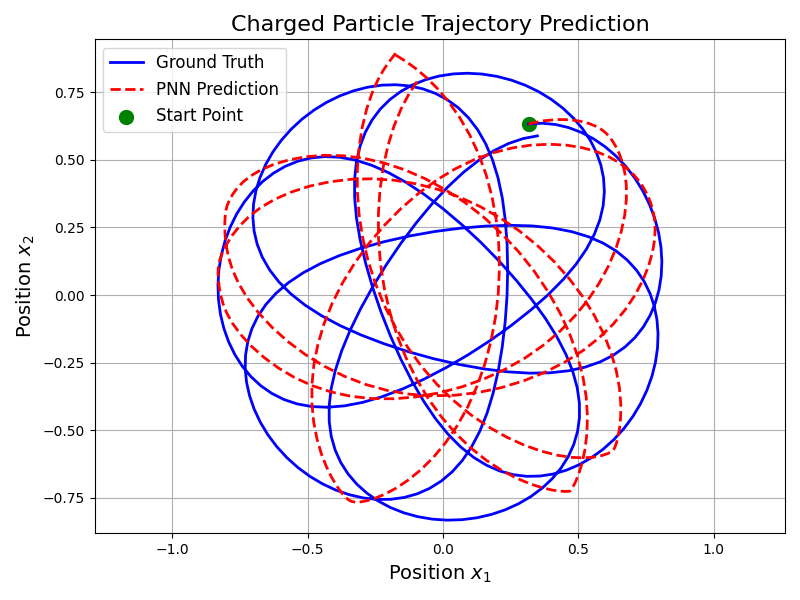 Charged Particle Trajectory Prediction
Ground Truth
PNN Prediction
Start Point
0.75
0.50
0.25
0.00
−0.25
−0.50
−0.75
Position x₂
−1.0
−0.5
0.0
0.5
1.0
Position x₁